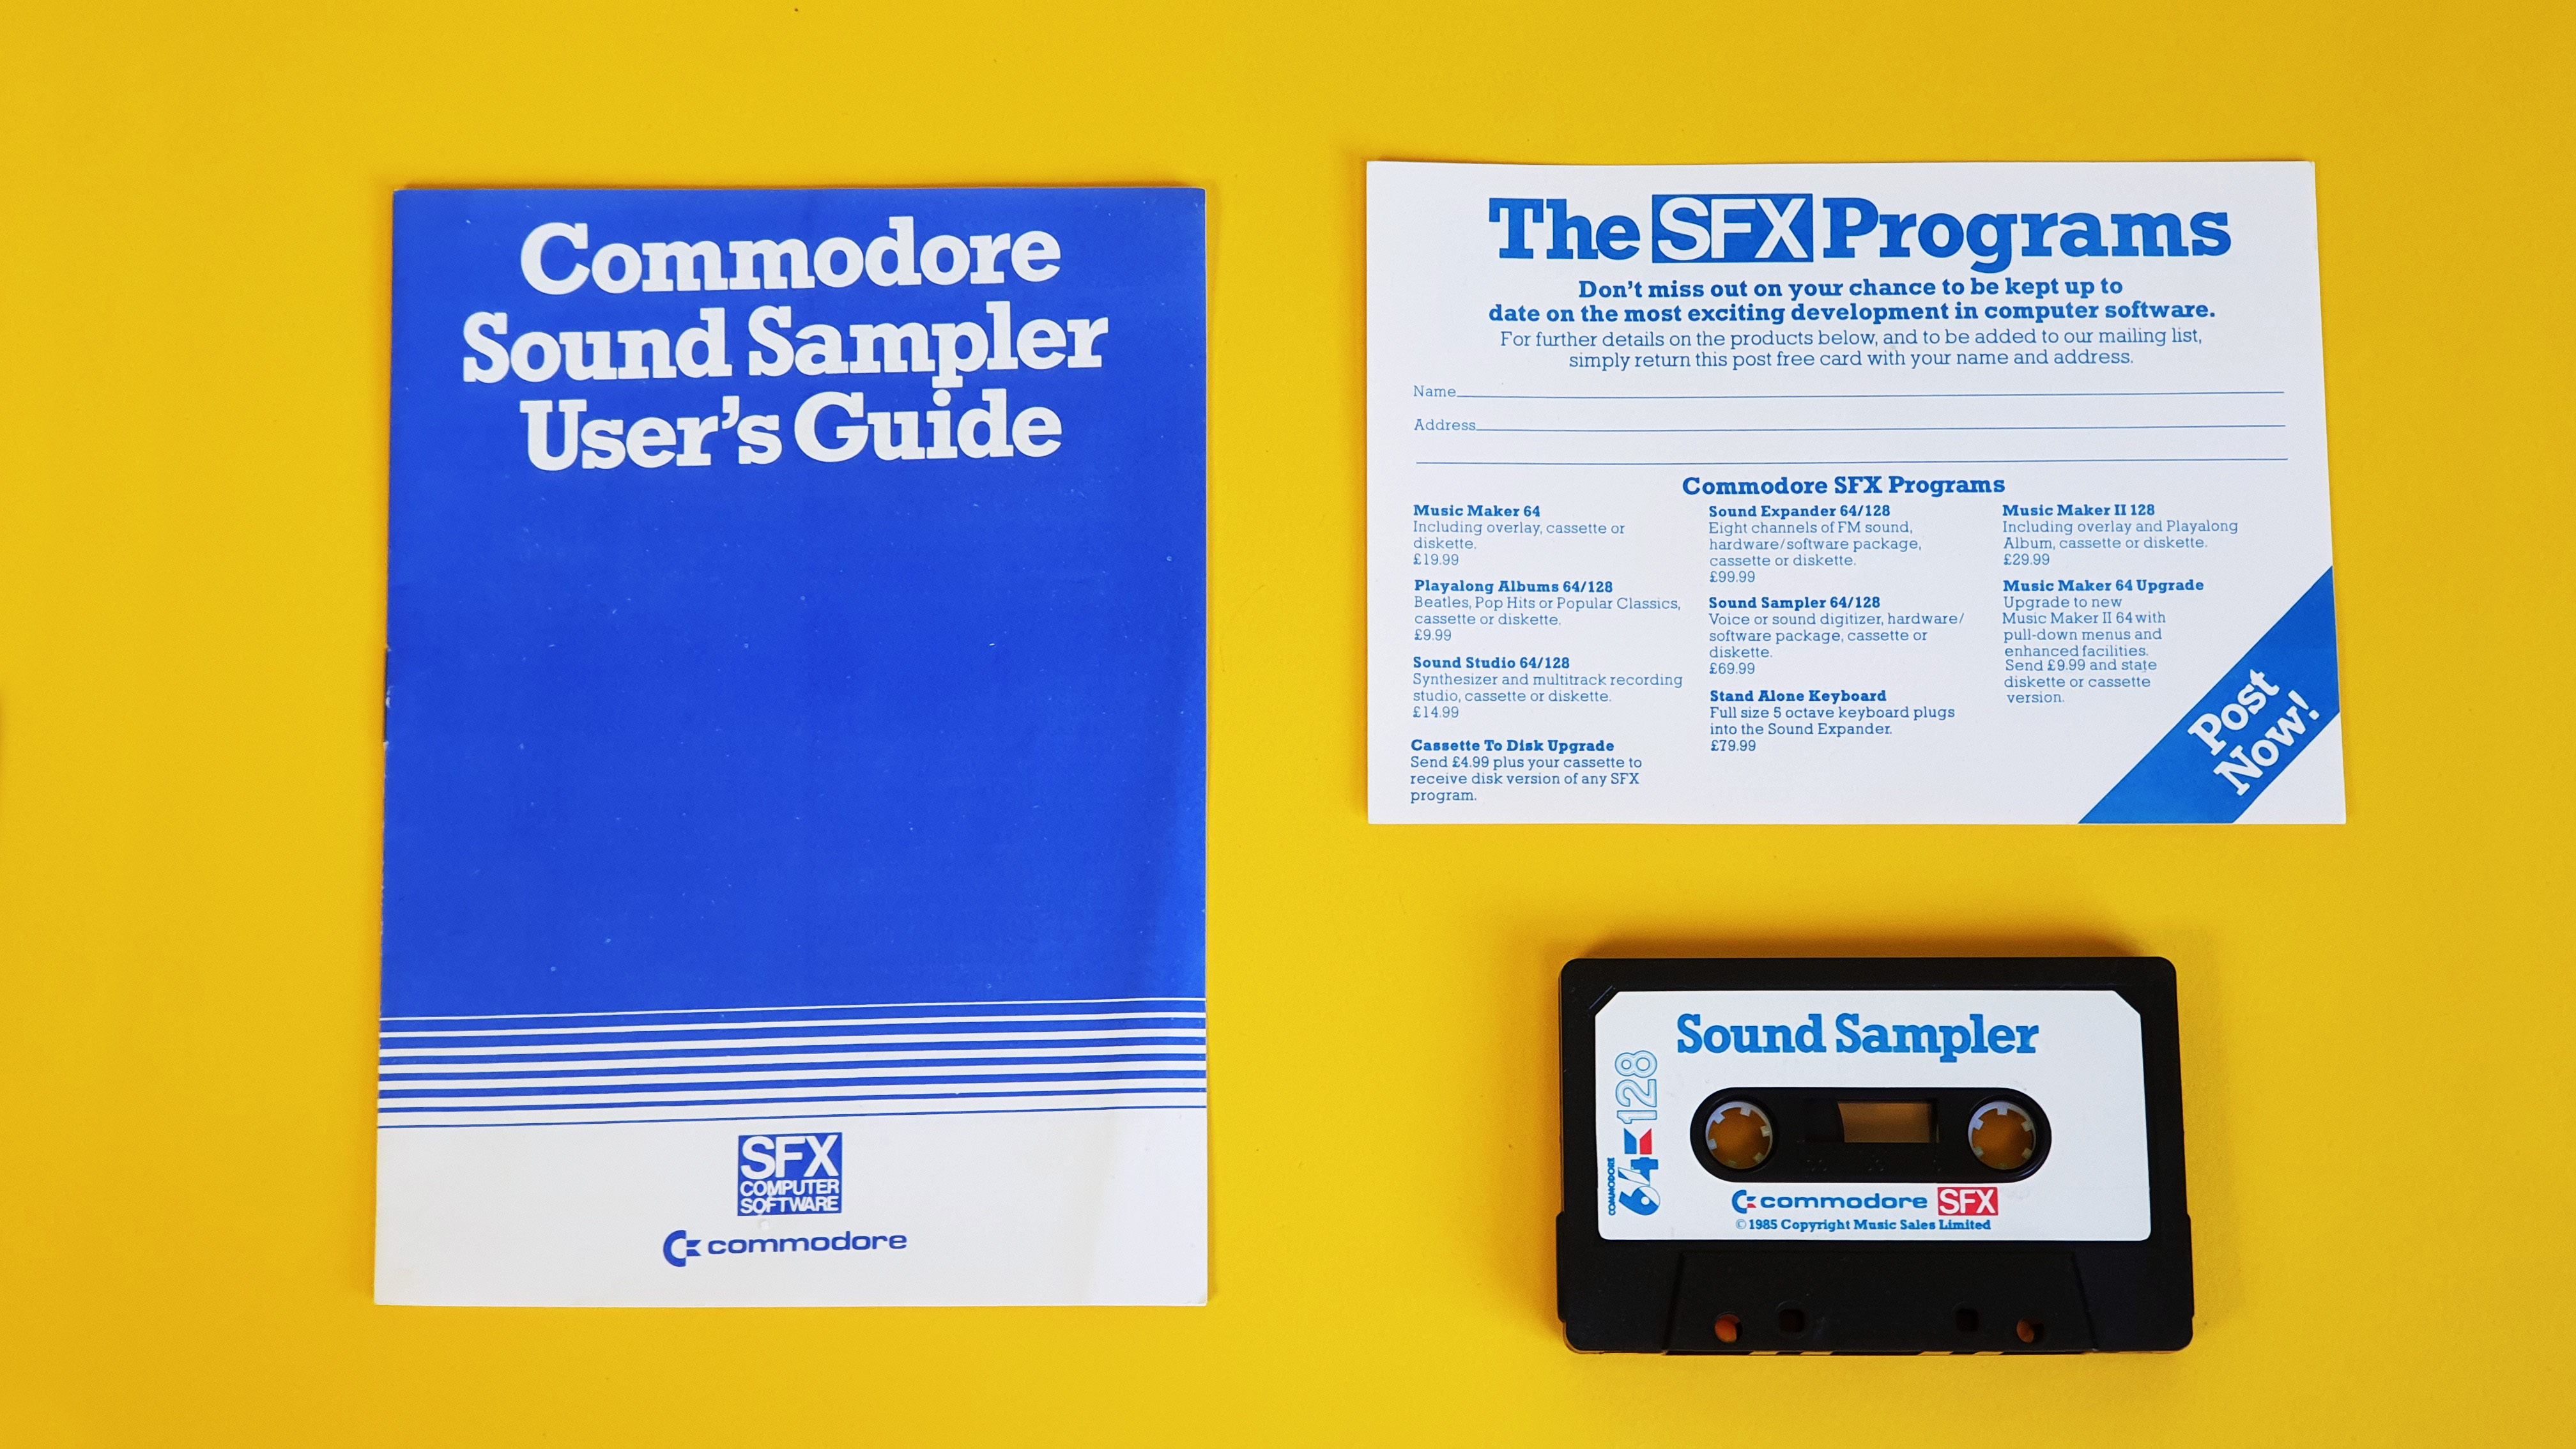 Commodore
Sound Sampler
User's Guide
SFX
COMPUTER
SOFTWARE
commodore
The SFX Programs
Don't miss out on your chance to be kept up to
date on the most exciting development in computer software.
For further details on the products below, and to be added to our mailing list,
simply return this post free card with your name and address.
Name
Address
Commodore SFX Programs
Music Maker 64
Including overlay, cassette or
diskette.
£19.99
Playalong Albums 64/128
Beatles, Pop Hits or Popular Classics,
cassette or diskette.
£9.99
Sound Studio 64/128
Synthesizer and multitrack recording
studio, cassette or diskette.
£14.99
Cassette To Disk Upgrade
Send £4.99 plus your cassette to
receive disk version of any SFX
program.
Sound Expander 64/128
Eight channels of FM sound,
hardware/software package,
cassette or diskette.
£99.99
Sound Sampler 64/128
Voice or sound digitizer, hardware/
software package, cassette or
diskette.
£69.99
Stand Alone Keyboard
Full size 5 octave keyboard plugs
into the Sound Expander.
£79.99
Music Maker II 128
Including overlay and Playalong
Album, cassette or diskette.
£29.99
Music Maker 64 Upgrade
Upgrade to new
Music Maker II 64 with
pull-down menus and
enhanced facilities.
Send £9.99 and state
diskette or cassette
version.
Post
Now!
Sound Sampler
COMMODORE
64 128
commodore SFX
© 1985 Copyright Music Sales Limited